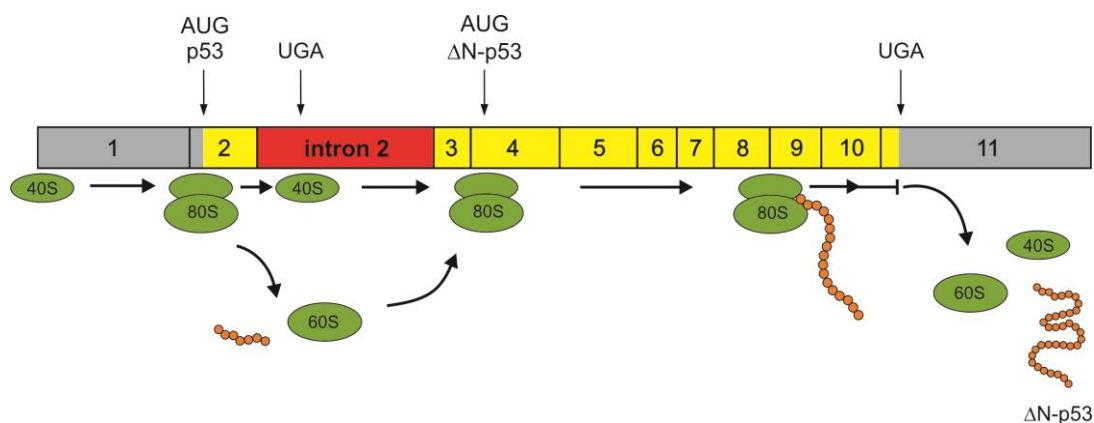 AUG AUG
p53 UGA ΔN-p53 UGA
1 2 intron 2 3 4 5 6 7 8 9 10 11
40S 80S 40S 80S 80S
40S
60S 60S
ΔN-p53